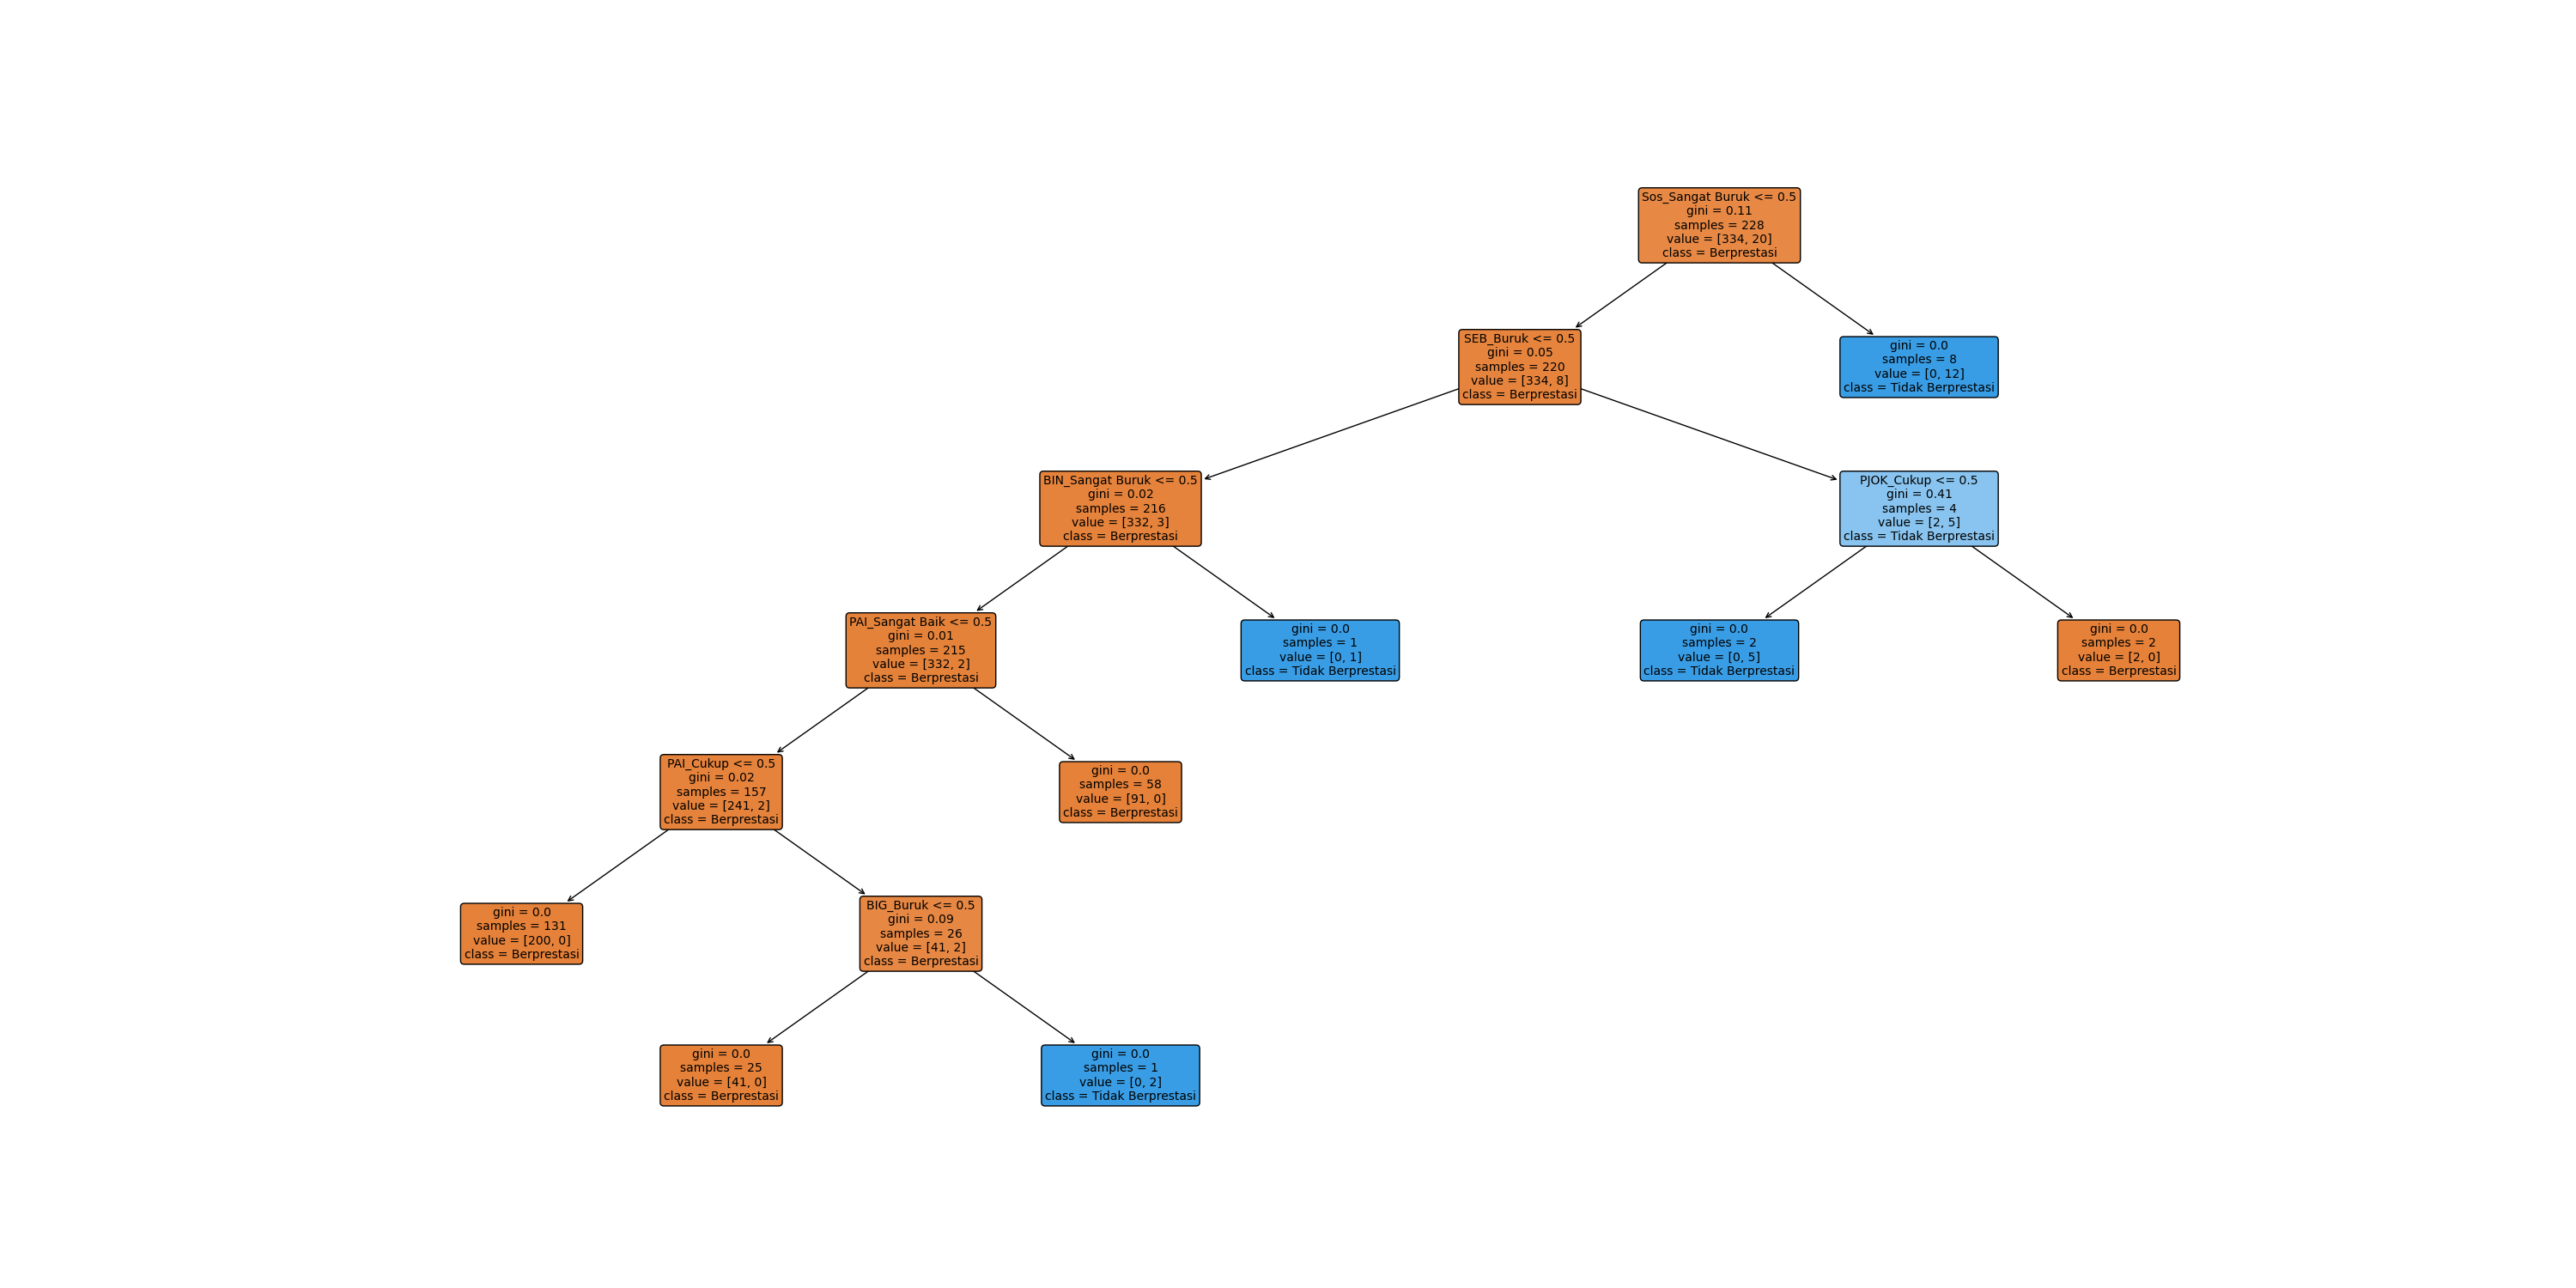 Sos_Sangat Buruk <= 0.5
gini = 0.11
samples = 228
value = [334, 20]
class = Berprestasi
SEB_Buruk <= 0.5
gini = 0.05
samples = 220
value = [334, 8]
class = Berprestasi
gini = 0.0
samples = 8
value = [0, 12]
class = Tidak Berprestasi
BIN_Sangat Buruk <= 0.5
gini = 0.02
samples = 216
value = [332, 3]
class = Berprestasi
PJOK_Cukup <= 0.5
gini = 0.41
samples = 4
value = [2, 5]
class = Tidak Berprestasi
PAI_Sangat Baik <= 0.5
gini = 0.01
samples = 215
value = [332, 2]
class = Berprestasi
gini = 0.0
samples = 1
value = [0, 1]
class = Tidak Berprestasi
gini = 0.0
samples = 2
value = [0, 5]
class = Tidak Berprestasi
gini = 0.0
samples = 2
value = [2, 0]
class = Berprestasi
PAI_Cukup <= 0.5
gini = 0.02
samples = 157
value = [241, 2]
class = Berprestasi
gini = 0.0
samples = 58
value = [91, 0]
class = Berprestasi
gini = 0.0
samples = 131
value = [200, 0]
class = Berprestasi
BIG_Buruk <= 0.5
gini = 0.09
samples = 26
value = [41, 2]
class = Berprestasi
gini = 0.0
samples = 25
value = [41, 0]
class = Berprestasi
gini = 0.0
samples = 1
value = [0, 2]
class = Tidak Berprestasi